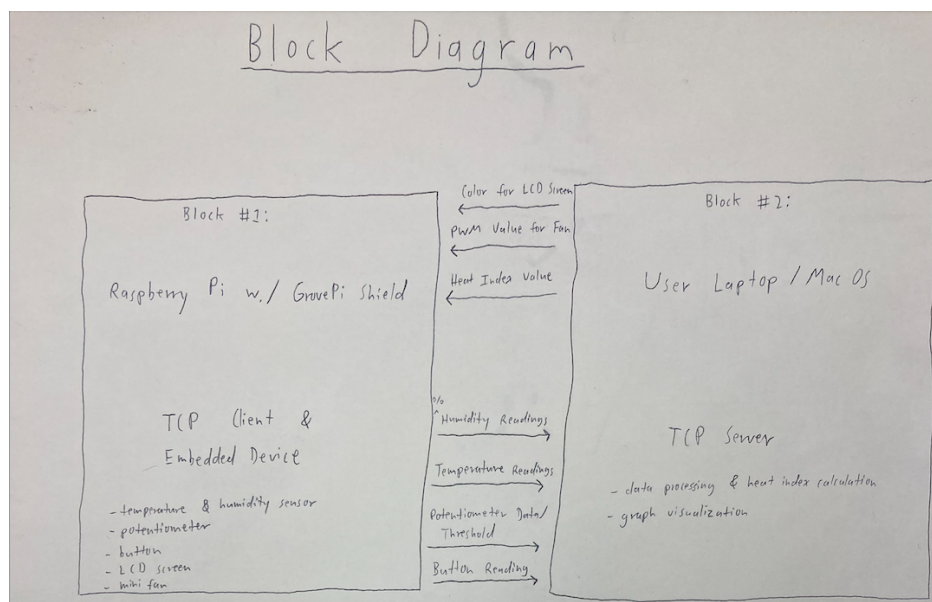 Block Diagram
Block #1:
Raspberry Pi w./ GrovePi Shield
TCP Client &
Embedded Device
- temperature & humidity sensor
- potentiometer
- button
- LCD screen
- mini fan
Color for LCD Screen
PWM Value for Fan
Heat Index Value
%
^Humidity Readings
Temperature Readings
Potentiometer Data/
Threshold
Button Reading
Block #2:
User Laptop / Mac OS
TCP Server
- data processing & heat index calculation
- graph visualization